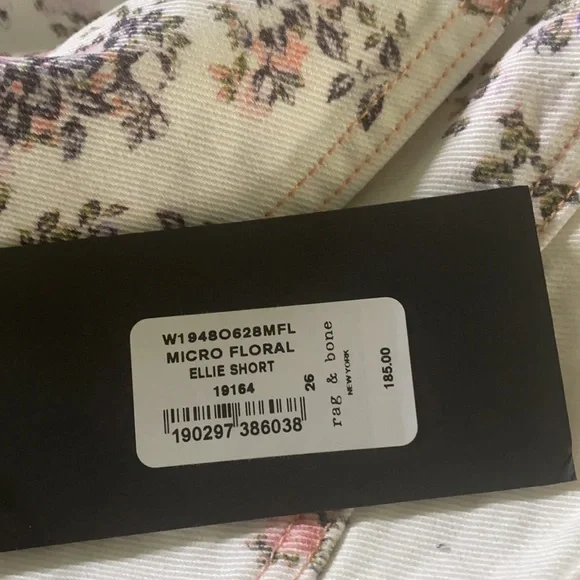 W1948O628MFL
MICRO FLORAL
ELLIE SHORT
19164
190297 386038
26
rag & bone
NEW YORK
185.00